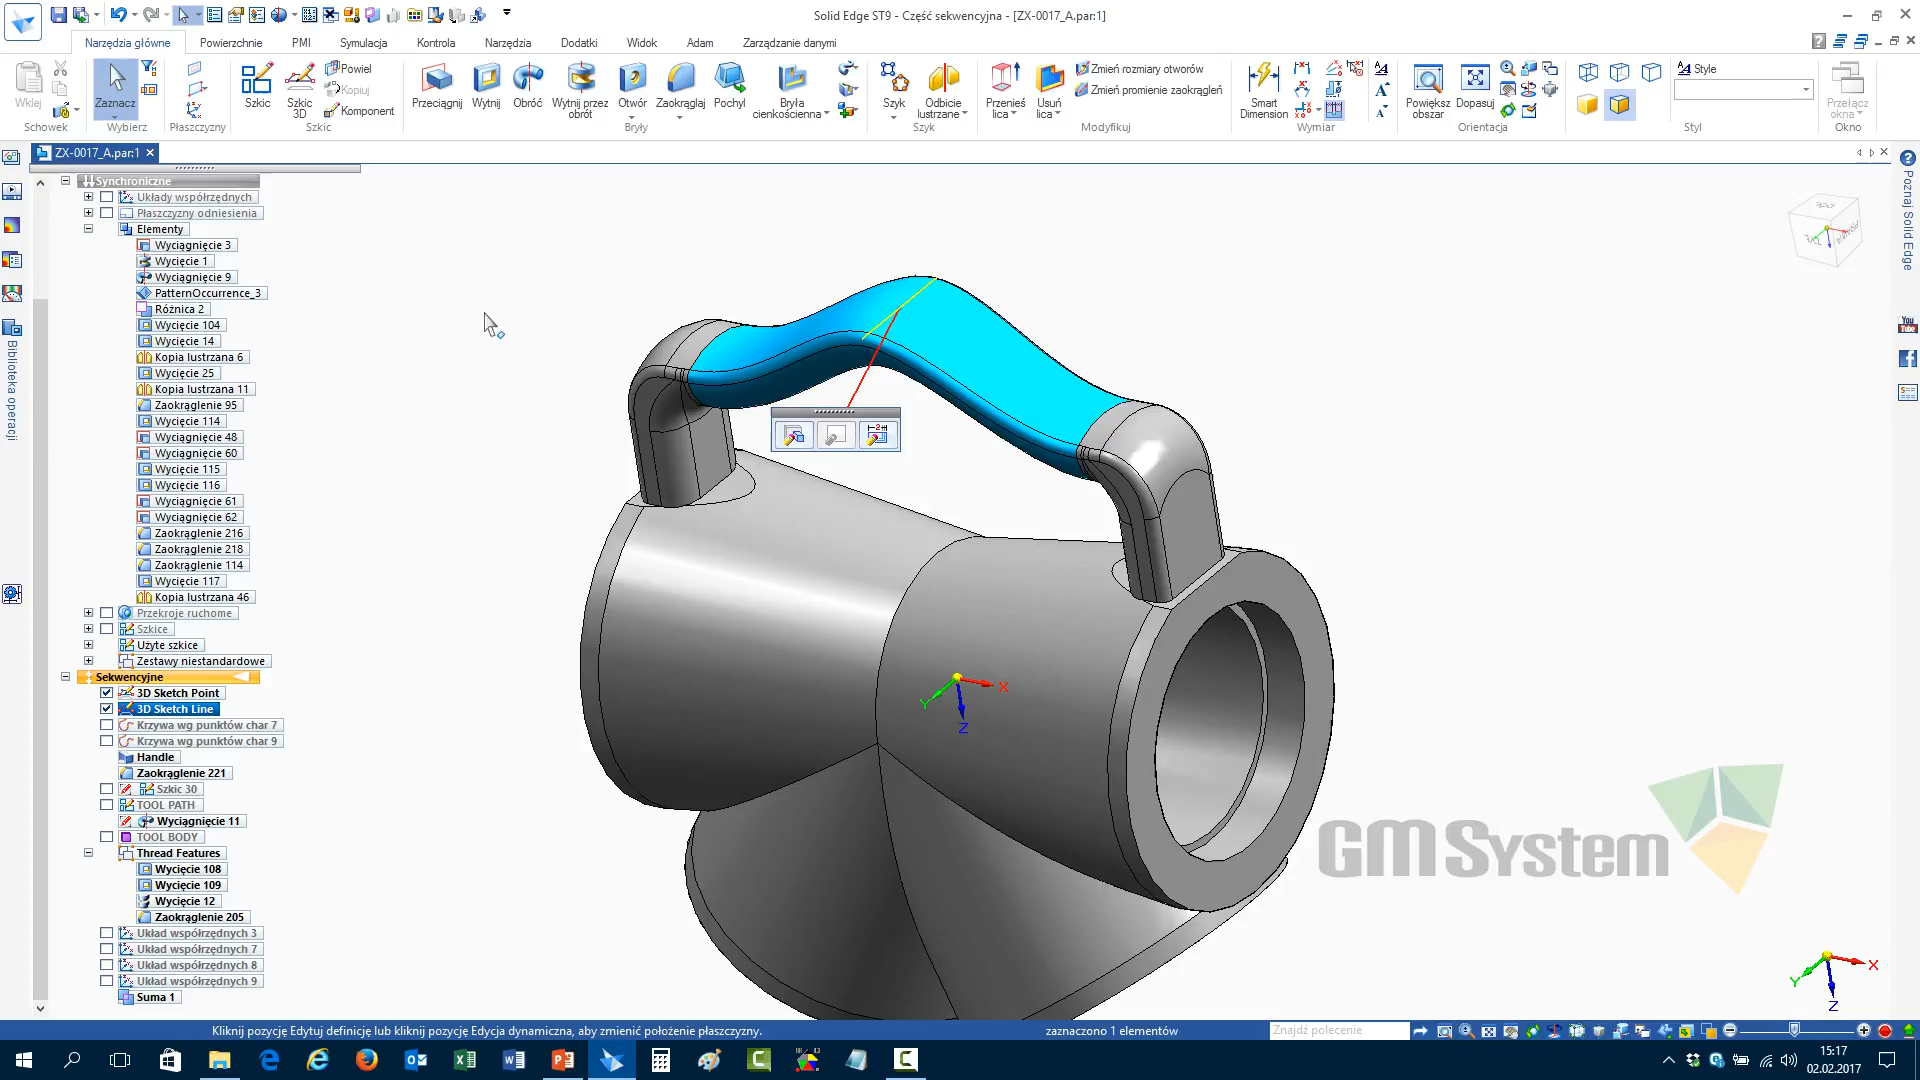 Solid Edge ST9 - Część sekwencyjna - [ZX-0017_A.par:1]
Narzędzia główne
Powierzchnie
PMI
Symulacja
Kontrola
Narzędzia
Dodatki
Widok
Adam
Zarządzanie danymi
Wklej
Schowek
Zaznacz
Wybierz
Płaszczyzny
Szkic
Szkic 3D
Powiel
Kopiuj
Komponent
Szkic
Przeciągnij
Wytnij
Obróć
Wytnij przez obrót
Otwór
Zaokrąglaj
Pochyl
Bryła cienkościenna
Bryły
Szyk
Odbicie lustrzane
Szyk
Przenieś lica
Usuń lica
Zmień rozmiary otworów
Zmień promienie zaokrągleń
Modyfikuj
Smart Dimension
Wymiar
Powiększ obszar
Dopasuj
Orientacja
Style
Styl
Przełącz okna
Okno
ZX-0017_A.par:1
Synchroniczne
Układy współrzędnych
Płaszczyzny odniesienia
Elementy
Wyciągnięcie 3
Wycięcie 1
Wyciągnięcie 9
PatternOccurrence_3
Różnica 2
Wycięcie 104
Wycięcie 14
Kopia lustrzana 6
Wycięcie 25
Kopia lustrzana 11
Zaokrąglenie 95
Wycięcie 114
Wyciągnięcie 48
Wyciągnięcie 60
Wycięcie 115
Wycięcie 116
Wyciągnięcie 61
Wyciągnięcie 62
Zaokrąglenie 216
Zaokrąglenie 218
Zaokrąglenie 114
Wycięcie 117
Kopia lustrzana 46
Przekroje ruchome
Szkice
Użyte szkice
Zestawy niestandardowe
Sekwencyjne
3D Sketch Point
3D Sketch Line
Krzywa wg punktów char 7
Krzywa wg punktów char 9
Handle
Zaokrąglenie 221
Szkic 30
TOOL PATH
Wyciągnięcie 11
TOOL BODY
Thread Features
Wycięcie 108
Wycięcie 109
Wycięcie 12
Zaokrąglenie 205
Układ współrzędnych 3
Układ współrzędnych 7
Układ współrzędnych 8
Układ współrzędnych 9
Suma 1
Biblioteka operacji
Poznaj Solid Edge
You Tube
X
Y
Z
GM System
X
Y
Z
Kliknij pozycję Edytuj definicję lub kliknij pozycję Edycja dynamiczna, aby zmienić położenie płaszczyzny.
zaznaczono 1 elementów
Znajdź polecenie
15:17
02.02.2017